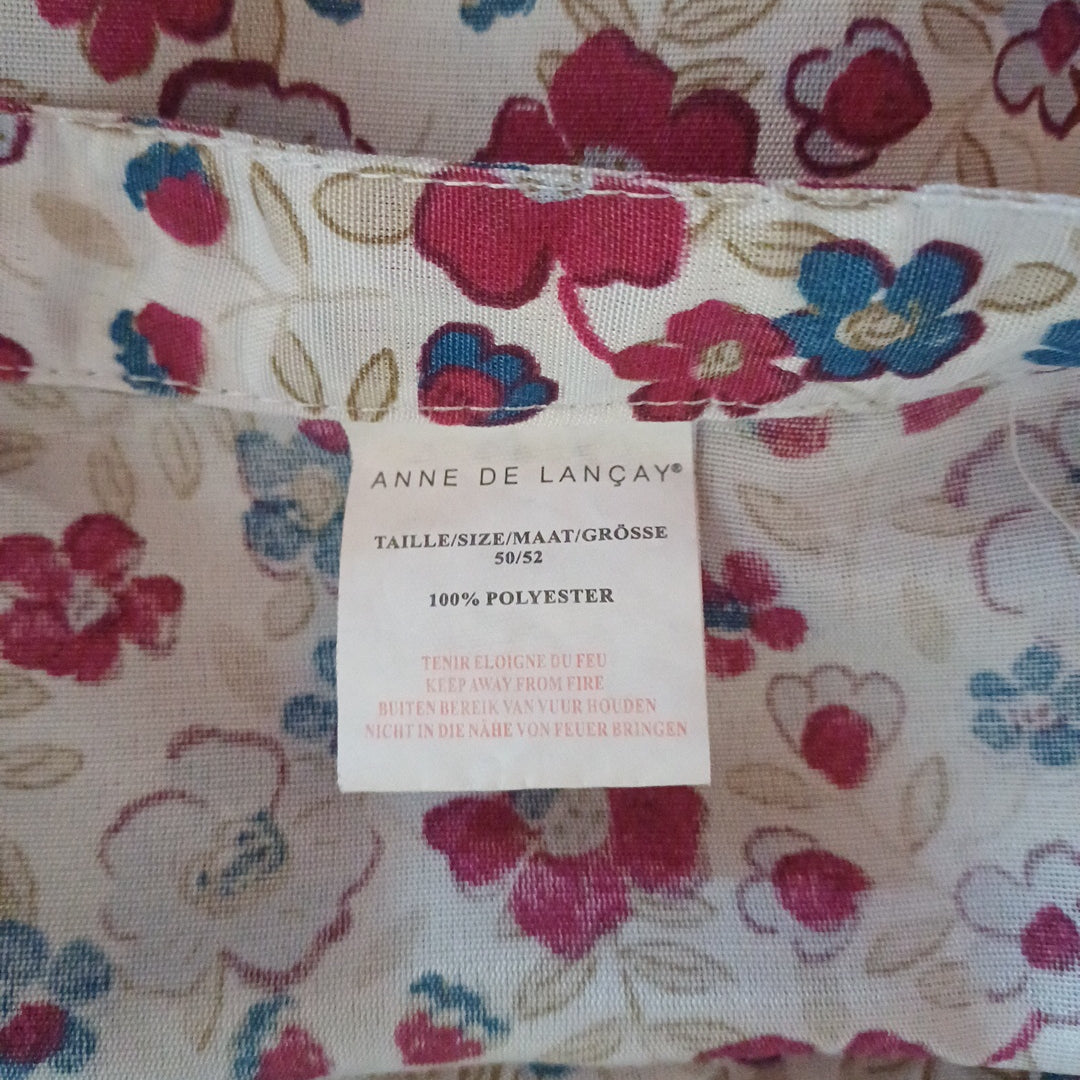 ANNE DE LANÇAY®
TAILLE/SIZE/MAAT/GRÖSSE
50/52
100% POLYESTER
TENIR ELOIGNE DU FEU
KEEP AWAY FROM FIRE
BUITEN BEREIK VAN VUUR HOUDEN
NICHT IN DIE NÄHE VON FEUER BRINGEN